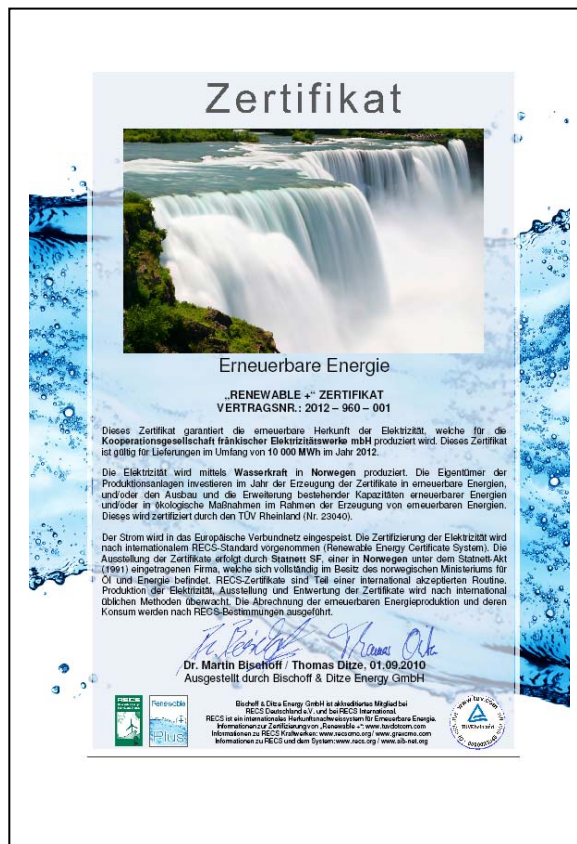 Zertifikat
Erneuerbare Energie
„RENEWABLE +“ ZERTIFIKAT
VERTRAGSNR.: 2012 – 960 – 001
Dieses Zertifikat garantiert die erneuerbare Herkunft der Elektrizität, welche für die
Kooperationsgesellschaft fränkischer Elektrizitätswerke mbH produziert wird. Dieses Zertifikat
ist gültig für Lieferungen im Umfang von 10 000 MWh im Jahr 2012.
Die Elektrizität wird mittels Wasserkraft in Norwegen produziert. Die Eigentümer der
Produktionsanlagen investieren im Jahr der Erzeugung der Zertifikate in erneuerbare Energien,
und/oder den Ausbau und die Erweiterung bestehender Kapazitäten erneuerbarer Energien
und/oder in ökologische Maßnahmen im Rahmen der Erzeugung von erneuerbaren Energien.
Dieses wird zertifiziert durch den TÜV Rheinland (Nr. 23040).
Der Strom wird in das Europäische Verbundnetz eingespeist. Die Zertifizierung der Elektrizität wird
nach internationalem RECS-Standard vorgenommen (Renewable Energy Certificate System). Die
Ausstellung der Zertifikate erfolgt durch Statnett SF, einer in Norwegen unter dem Statnett-Akt
(1991) eingetragenen Firma, welche sich vollständig im Besitz des norwegischen Ministeriums für
Öl und Energie befindet. RECS-Zertifikate sind Teil einer international akzeptierten Routine.
Produktion der Elektrizität, Ausstellung und Entwertung der Zertifikate wird nach international
üblichen Methoden überwacht. Die Abrechnung der erneuerbaren Energieproduktion und deren
Konsum werden nach RECS-Bestimmungen ausgeführt.
Dr. Martin Bischoff / Thomas Ditze, 01.09.2010
Ausgestellt durch Bischoff & Ditze Energy GmbH
Bischoff & Ditze Energy GmbH ist akkreditiertes Mitglied bei
RECS Deutschland e.V. und bei RECS International.
RECS ist ein internationales Herkunftsnachweissystem für Erneuerbare Energie.
Informationen zur Zertifizierung von „Renewable +“: www.tuvdotcom.com
Informationen zu RECS Kraftwerken: www.recscmo.org / www.grexcmo.com
Informationen zu RECS und dem System: www.recs.org / www.aib-net.org
RECS
Renewable
Plus
www.tuv.com
TÜVRheinland